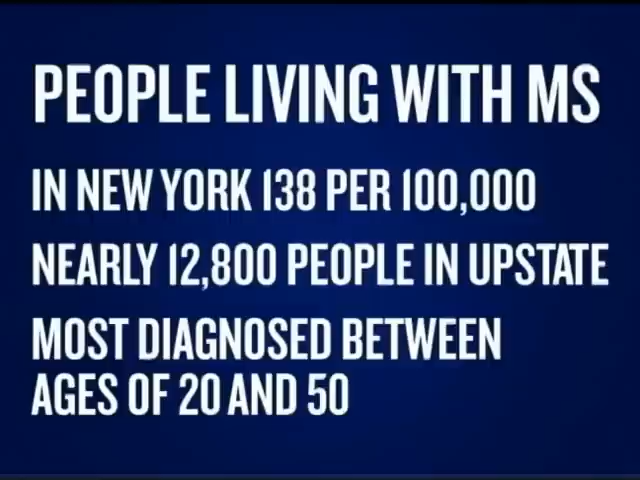 PEOPLE LIVING WITH MS
IN NEW YORK 138 PER 100,000
NEARLY 12,800 PEOPLE IN UPSTATE
MOST DIAGNOSED BETWEEN
AGES OF 20 AND 50